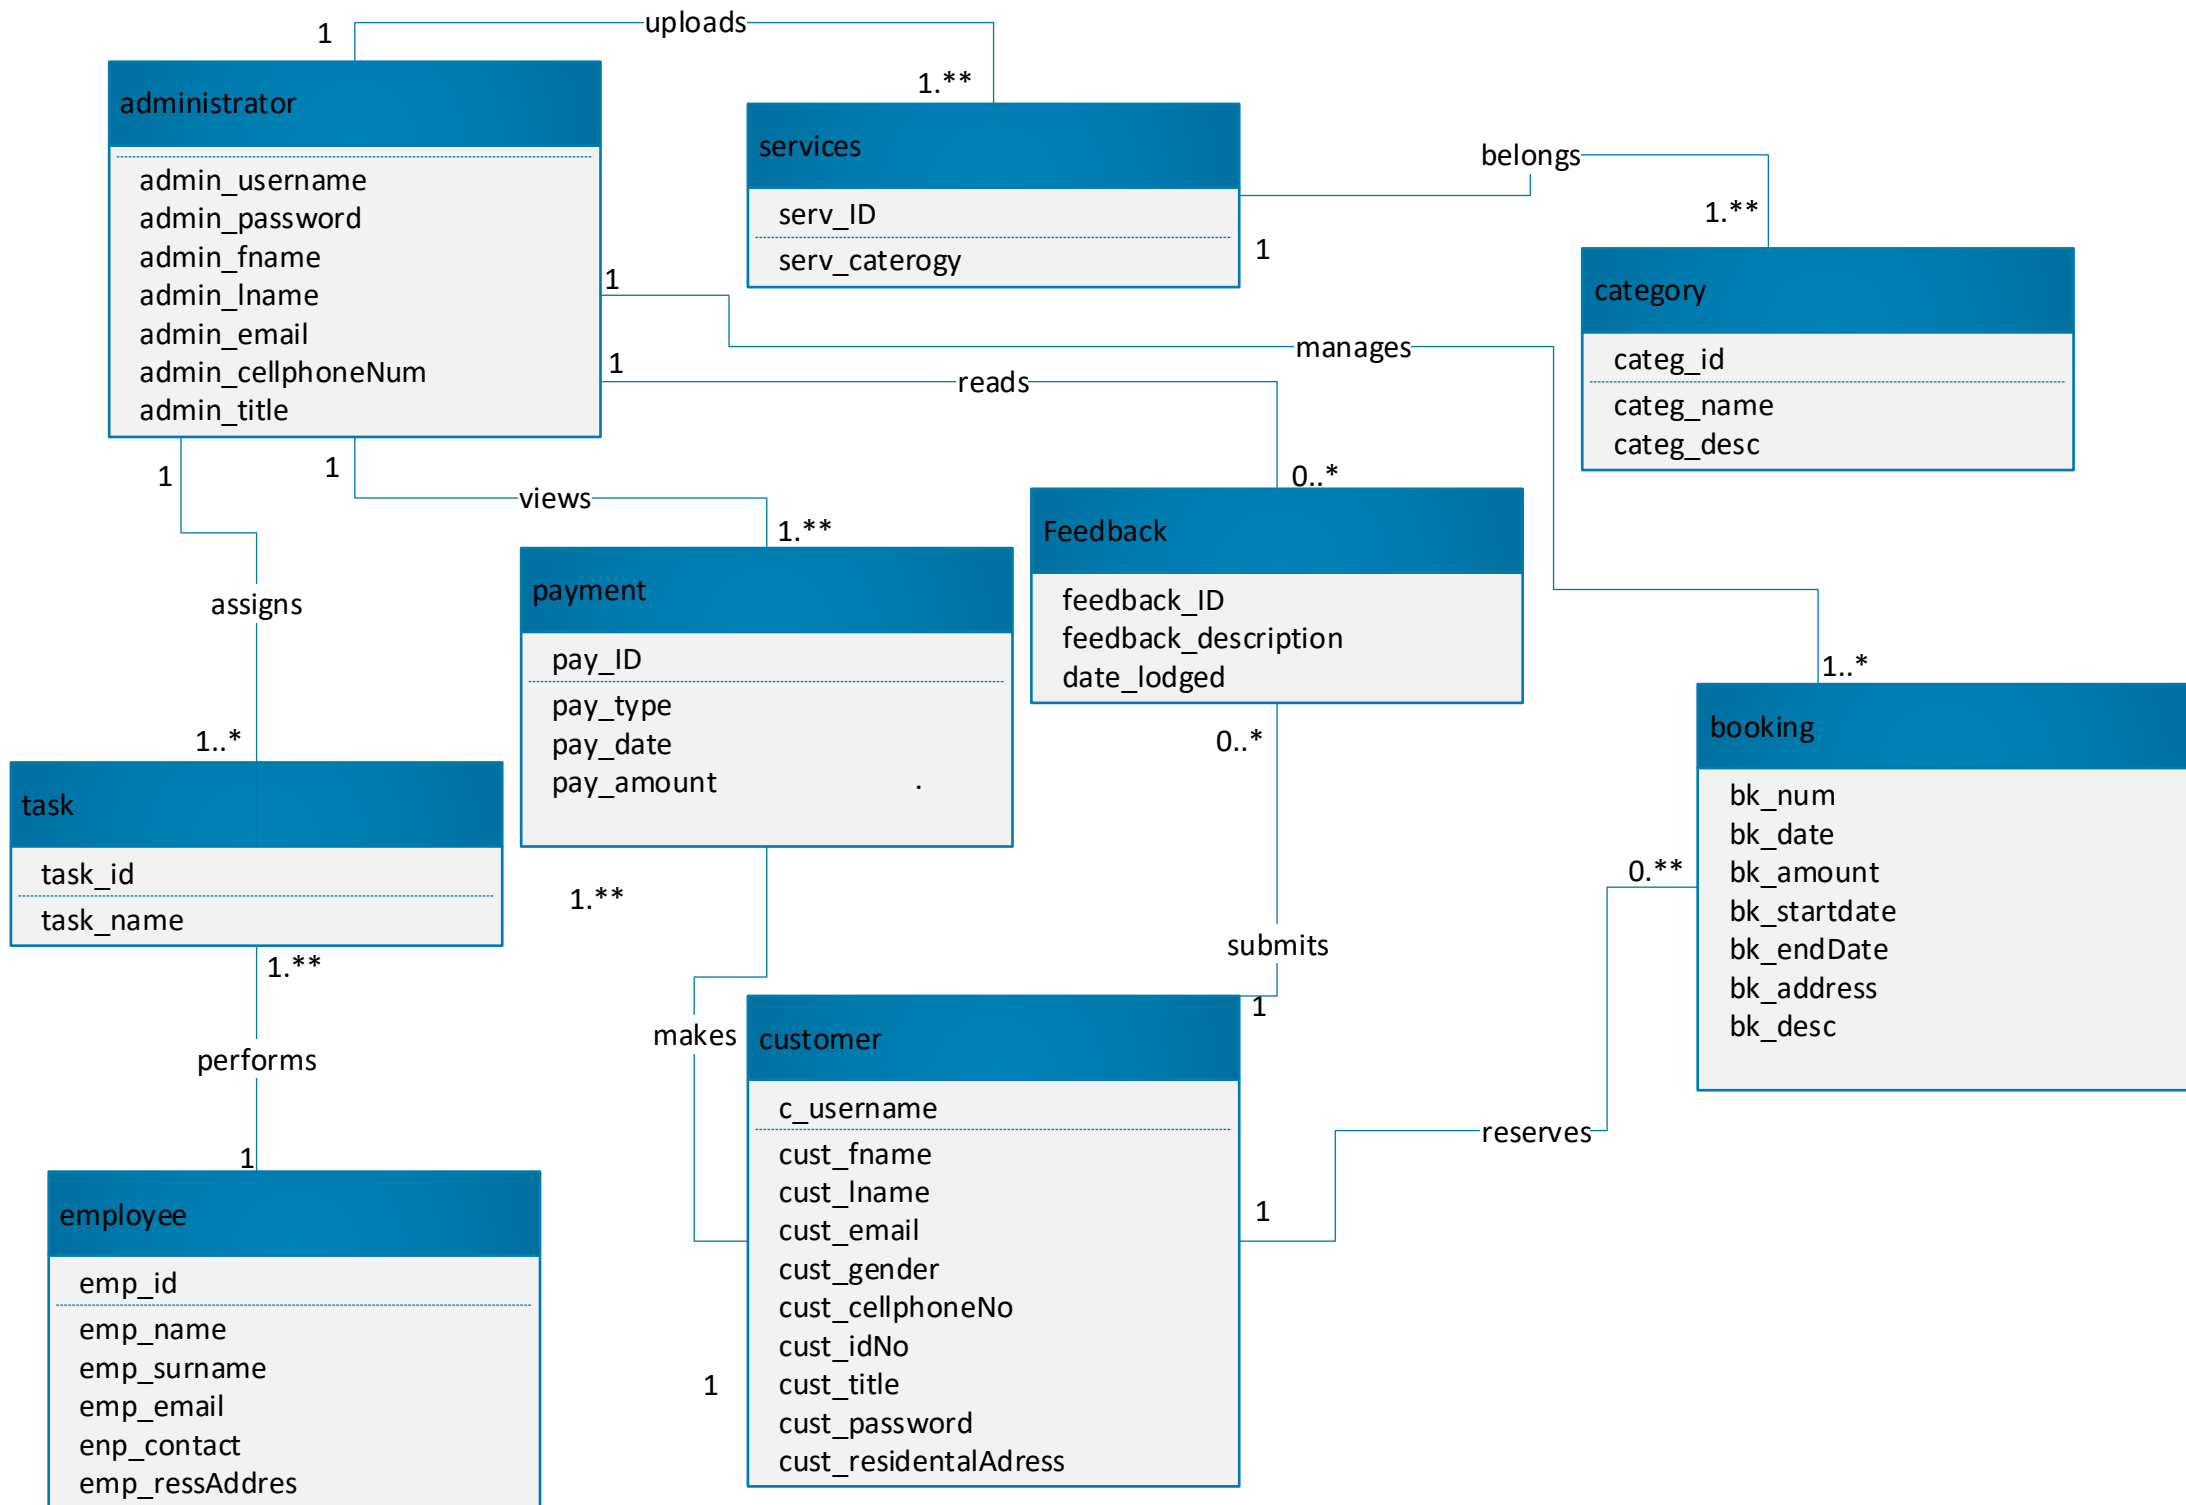 uploads
1
1.**
administrator
admin_username
admin_password
admin_fname
admin_lname
admin_email
admin_cellphoneNum
admin_title
services
serv_ID
serv_caterogy
belongs
1
1.**
category
categ_id
categ_name
categ_desc
1
manages
1
reads
1
1
views
1.**
0..*
Feedback
feedback_ID
feedback_description
date_lodged
payment
pay_ID
pay_type
pay_date
pay_amount
.
assigns
1..*
task
task_id
task_name
1..*
booking
bk_num
bk_date
bk_amount
bk_startdate
bk_endDate
bk_address
bk_desc
0..*
0.**
1.**
1.**
submits
1
performs
makes
customer
c_username
cust_fname
cust_lname
cust_email
cust_gender
cust_cellphoneNo
cust_idNo
cust_title
cust_password
cust_residentalAdress
reserves
1
1
1
employee
emp_id
emp_name
emp_surname
emp_email
enp_contact
emp_ressAddres